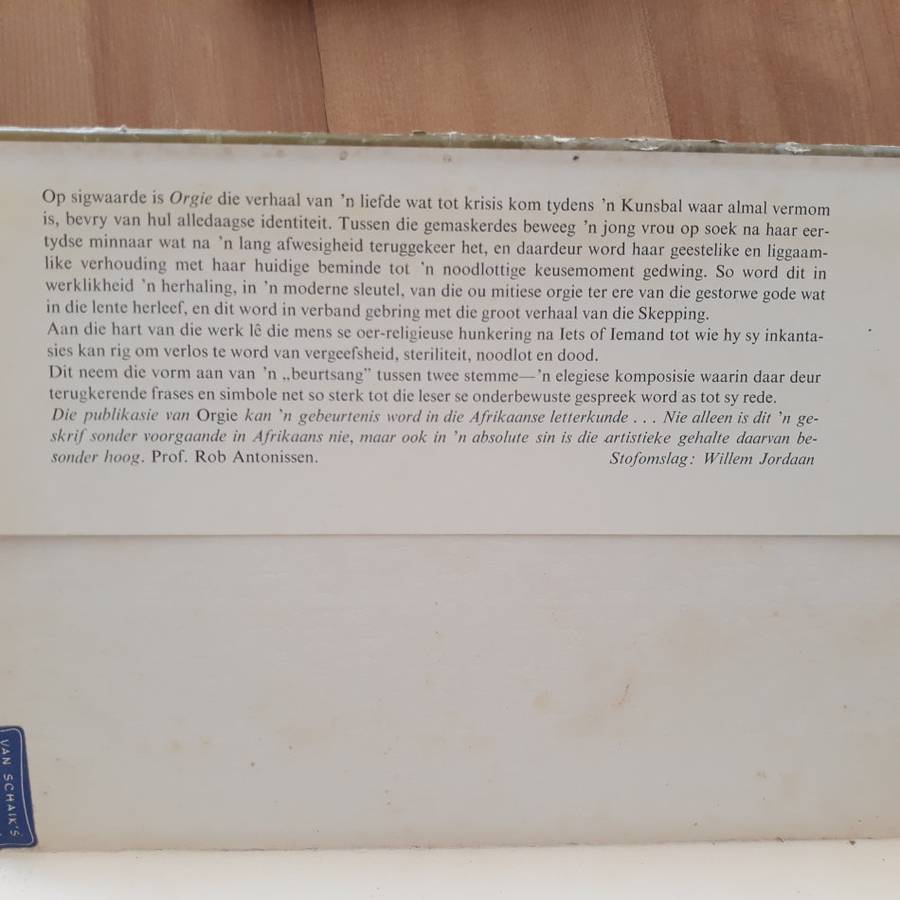 Op sigwaarde is Orgie die verhaal van 'n liefde wat tot krisis kom tydens 'n Kunsbal waar almal vermom
is, bevry van hul alledaagse identiteit. Tussen die gemaskerdes beweeg 'n jong vrou op soek na haar eer-
tydse minnaar wat na 'n lang afwesigheid teruggekeer het, en daardeur word haar geestelike en liggaam-
like verhouding met haar huidige beminde tot 'n noodlottige keusemoment gedwing. So word dit in
werklikheid 'n herhaling, in 'n moderne sleutel, van die ou mitiese orgie ter ere van die gestorwe gode wat
in die lente herleef, en dit word in verband gebring met die groot verhaal van die Skepping.
Aan die hart van die werk lê die mens se oer-religieuse hunkering na Iets of Iemand tot wie hy sy inkanta-
sies kan rig om verlos te word van vergeefsheid, steriliteit, noodlot en dood.
Dit neem die vorm aan van 'n „beurtsang” tussen twee stemme—'n elegiese komposisie waarin daar deur
terugkerende frases en simbole net so sterk tot die leser se onderbewuste gespreek word as tot sy rede.
Die publikasie van Orgie kan 'n gebeurtenis word in die Afrikaanse letterkunde . . . Nie alleen is dit 'n ge-
skrif sonder voorgaande in Afrikaans nie, maar ook in 'n absolute sin is die artistieke gehalte daarvan be-
sonder hoog. Prof. Rob Antonissen. Stofomslag: Willem Jordaan
VAN SCHAIK'S